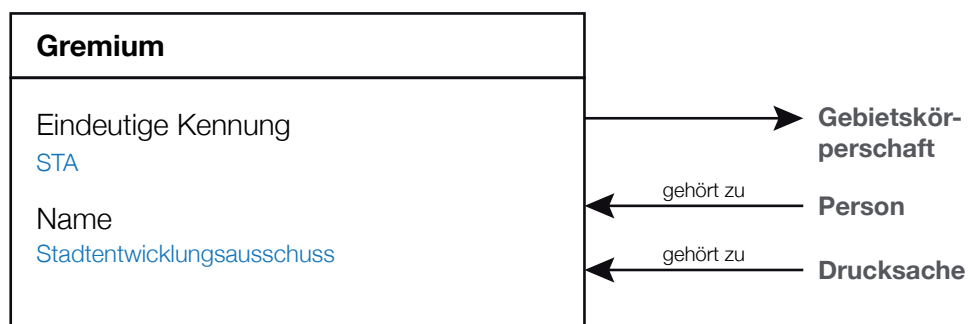 Gremium
Eindeutige Kennung
STA
Name
Stadtentwicklungsausschuss
Gebietskör-
perschaft
gehört zu
Person
gehört zu
Drucksache